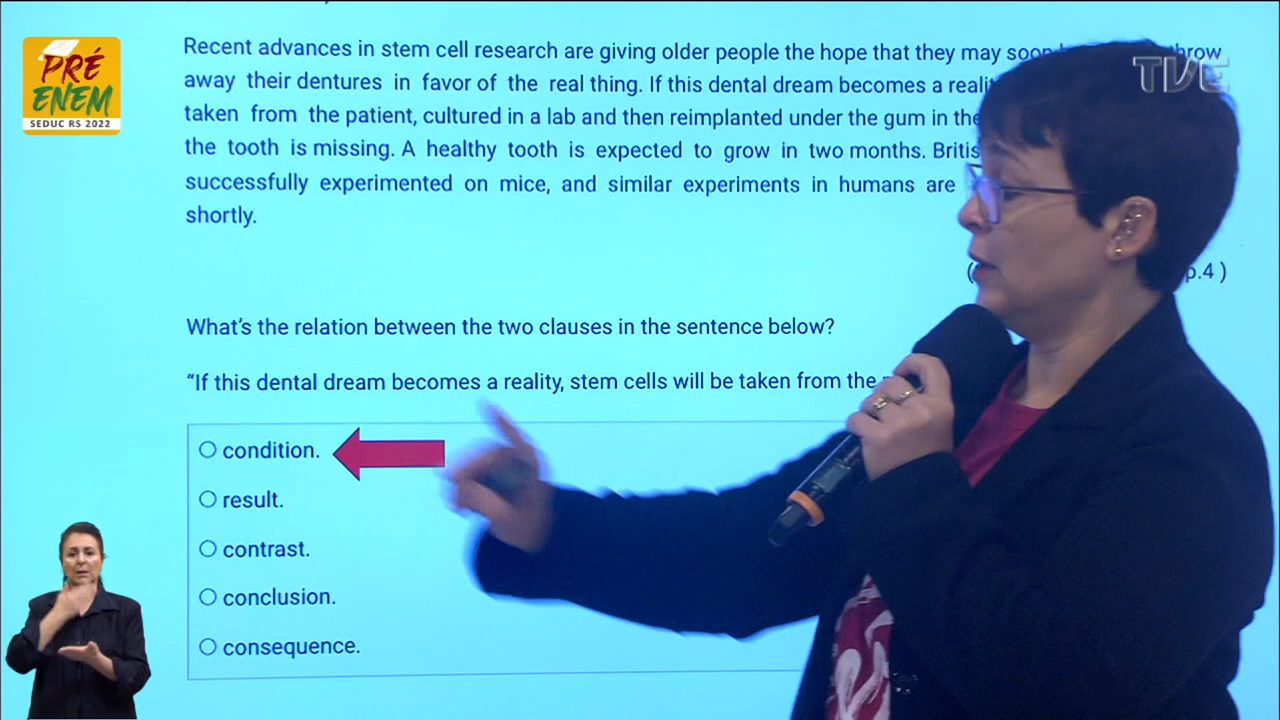 PRÉ
ENEM
SEDUC RS 2022
TVE
Recent advances in stem cell research are giving older people the hope that they may soon throw
away their dentures in favor of the real thing. If this dental dream becomes a
taken from the patient, cultured in a lab and then reimplanted under the gum in the
the tooth is missing. A healthy tooth is expected to grow in two months.
successfully experimented on mice, and similar experiments in humans are
shortly.
( p.4 )
What's the relation between the two clauses in the sentence below?
“If this dental dream becomes a reality, stem cells will be taken from the
condition.
result.
contrast.
conclusion.
consequence.